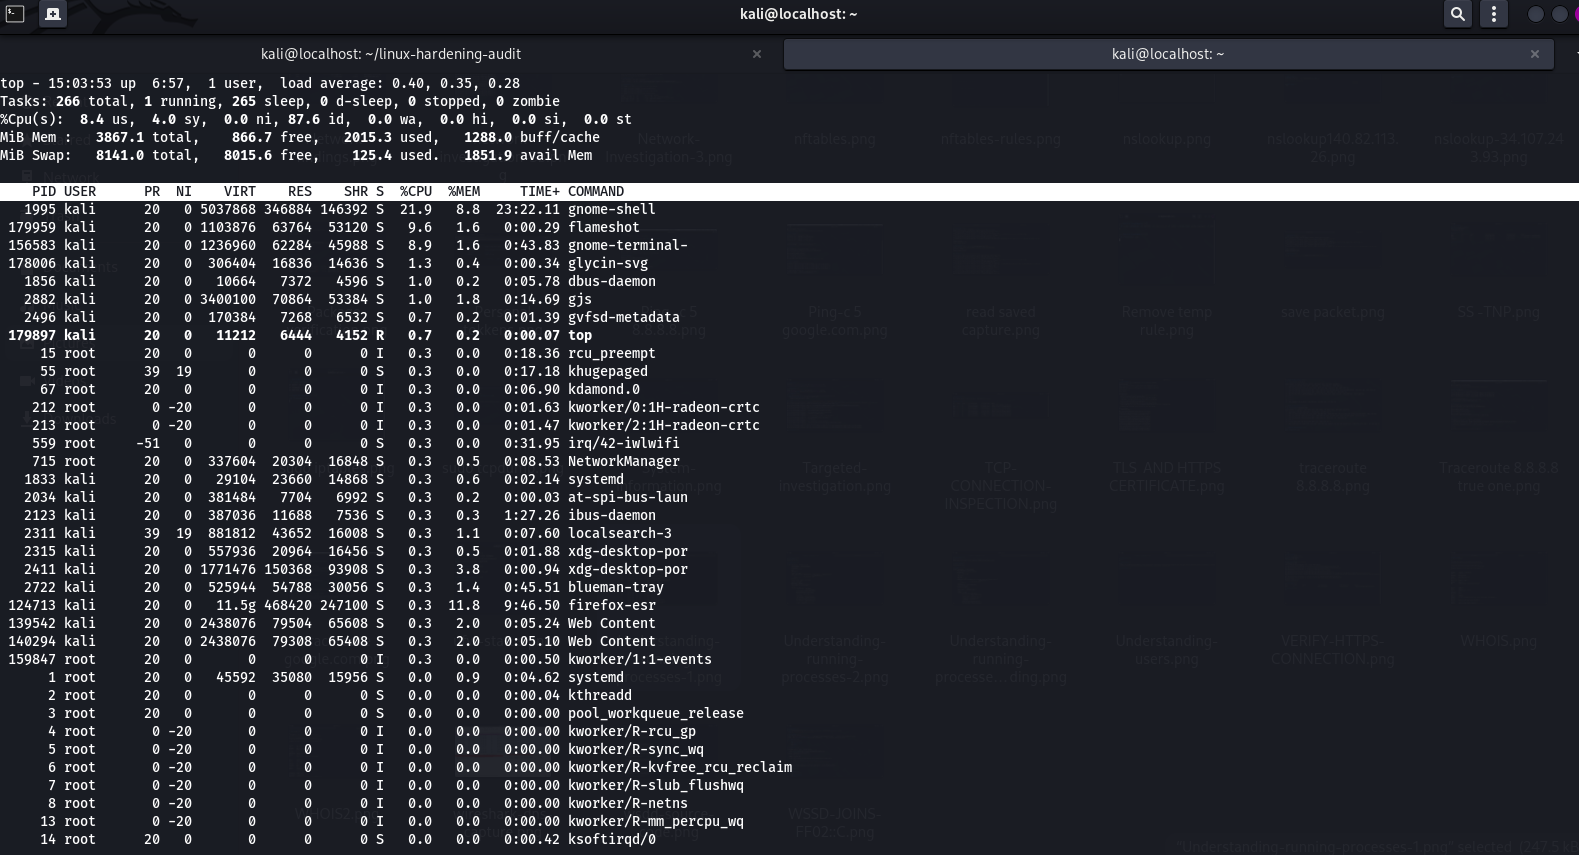 kali@localhost: ~
kali@localhost: ~/linux-hardening-audit
kali@localhost: ~
top - 15:03:53 up  6:57,  1 user,  load average: 0.40, 0.35, 0.28
Tasks: 266 total, 1 running, 265 sleep, 0 d-sleep, 0 stopped, 0 zombie
%Cpu(s):  8.4 us,  4.0 sy,  0.0 ni, 87.6 id,  0.0 wa,  0.0 hi,  0.0 si,  0.0 st
MiB Mem :   3867.1 total,    866.7 free,   2015.3 used,   1288.0 buff/cache
MiB Swap:   8141.0 total,   8015.6 free,    125.4 used.   1851.9 avail Mem
PID USER      PR  NI    VIRT    RES    SHR S  %CPU  %MEM     TIME+ COMMAND
1995 kali      20   0 5037868 346884 146392 S  21.9   8.8  23:22.11 gnome-shell
179959 kali      20   0 1103876  63764  53120 S   9.6   1.6   0:00.29 flameshot
156583 kali      20   0 1236960  62284  45988 S   8.9   1.6   0:43.83 gnome-terminal-
178006 kali      20   0  306404  16836  14636 S   1.3   0.4   0:00.34 glycin-svg
1856 kali      20   0   10664   7372   4596 S   1.0   0.2   0:05.78 dbus-daemon
2882 kali      20   0 3400100  70864  53384 S   1.0   1.8   0:14.69 gjs
2496 kali      20   0  170384   7268   6532 S   0.7   0.2   0:01.39 gvfsd-metadata
179897 kali      20   0   11212   6444   4152 R   0.7   0.2   0:00.07 top
15 root      20   0       0      0      0 I   0.3   0.0   0:18.36 rcu_preempt
55 root      39  19       0      0      0 S   0.3   0.0   0:17.18 khugepaged
67 root      20   0       0      0      0 I   0.3   0.0   0:06.90 kdamond.0
212 root       0 -20       0      0      0 I   0.3   0.0   0:01.63 kworker/0:1H-radeon-crtc
213 root       0 -20       0      0      0 I   0.3   0.0   0:01.47 kworker/2:1H-radeon-crtc
559 root     -51   0       0      0      0 S   0.3   0.0   0:31.95 irq/42-iwlwifi
715 root      20   0  337604  20304  16848 S   0.3   0.5   0:08.53 NetworkManager
1833 kali      20   0   29104  23660  14868 S   0.3   0.6   0:02.14 systemd
2034 kali      20   0  381484   7704   6992 S   0.3   0.2   0:00.03 at-spi-bus-laun
2123 kali      20   0  387036  11688   7536 S   0.3   0.3   1:27.26 ibus-daemon
2311 kali      39  19  881812  43652  16008 S   0.3   1.1   0:07.60 localsearch-3
2315 kali      20   0  557936  20964  16456 S   0.3   0.5   0:01.88 xdg-desktop-por
2411 kali      20   0 1771476 150368  93908 S   0.3   3.8   0:00.94 xdg-desktop-por
2722 kali      20   0  525944  54788  30056 S   0.3   1.4   0:45.51 blueman-tray
124713 kali      20   0   11.5g 468420 247100 S   0.3  11.8   9:46.50 firefox-esr
139542 kali      20   0 2438076  79504  65608 S   0.3   2.0   0:05.24 Web Content
140294 kali      20   0 2438076  79308  65408 S   0.3   2.0   0:05.10 Web Content
159847 root      20   0       0      0      0 I   0.3   0.0   0:00.50 kworker/1:1-events
1 root      20   0   45592  35080  15956 S   0.0   0.9   0:04.62 systemd
2 root      20   0       0      0      0 S   0.0   0.0   0:00.04 kthreadd
3 root      20   0       0      0      0 S   0.0   0.0   0:00.00 pool_workqueue_release
4 root       0 -20       0      0      0 I   0.0   0.0   0:00.00 kworker/R-rcu_gp
5 root       0 -20       0      0      0 I   0.0   0.0   0:00.00 kworker/R-sync_wq
6 root       0 -20       0      0      0 I   0.0   0.0   0:00.00 kworker/R-kvfree_rcu_reclaim
7 root       0 -20       0      0      0 I   0.0   0.0   0:00.00 kworker/R-slub_flushwq
8 root       0 -20       0      0      0 I   0.0   0.0   0:00.00 kworker/R-netns
13 root       0 -20       0      0      0 I   0.0   0.0   0:00.00 kworker/R-mm_percpu_wq
14 root      20   0       0      0      0 S   0.0   0.0   0:00.42 ksoftirqd/0